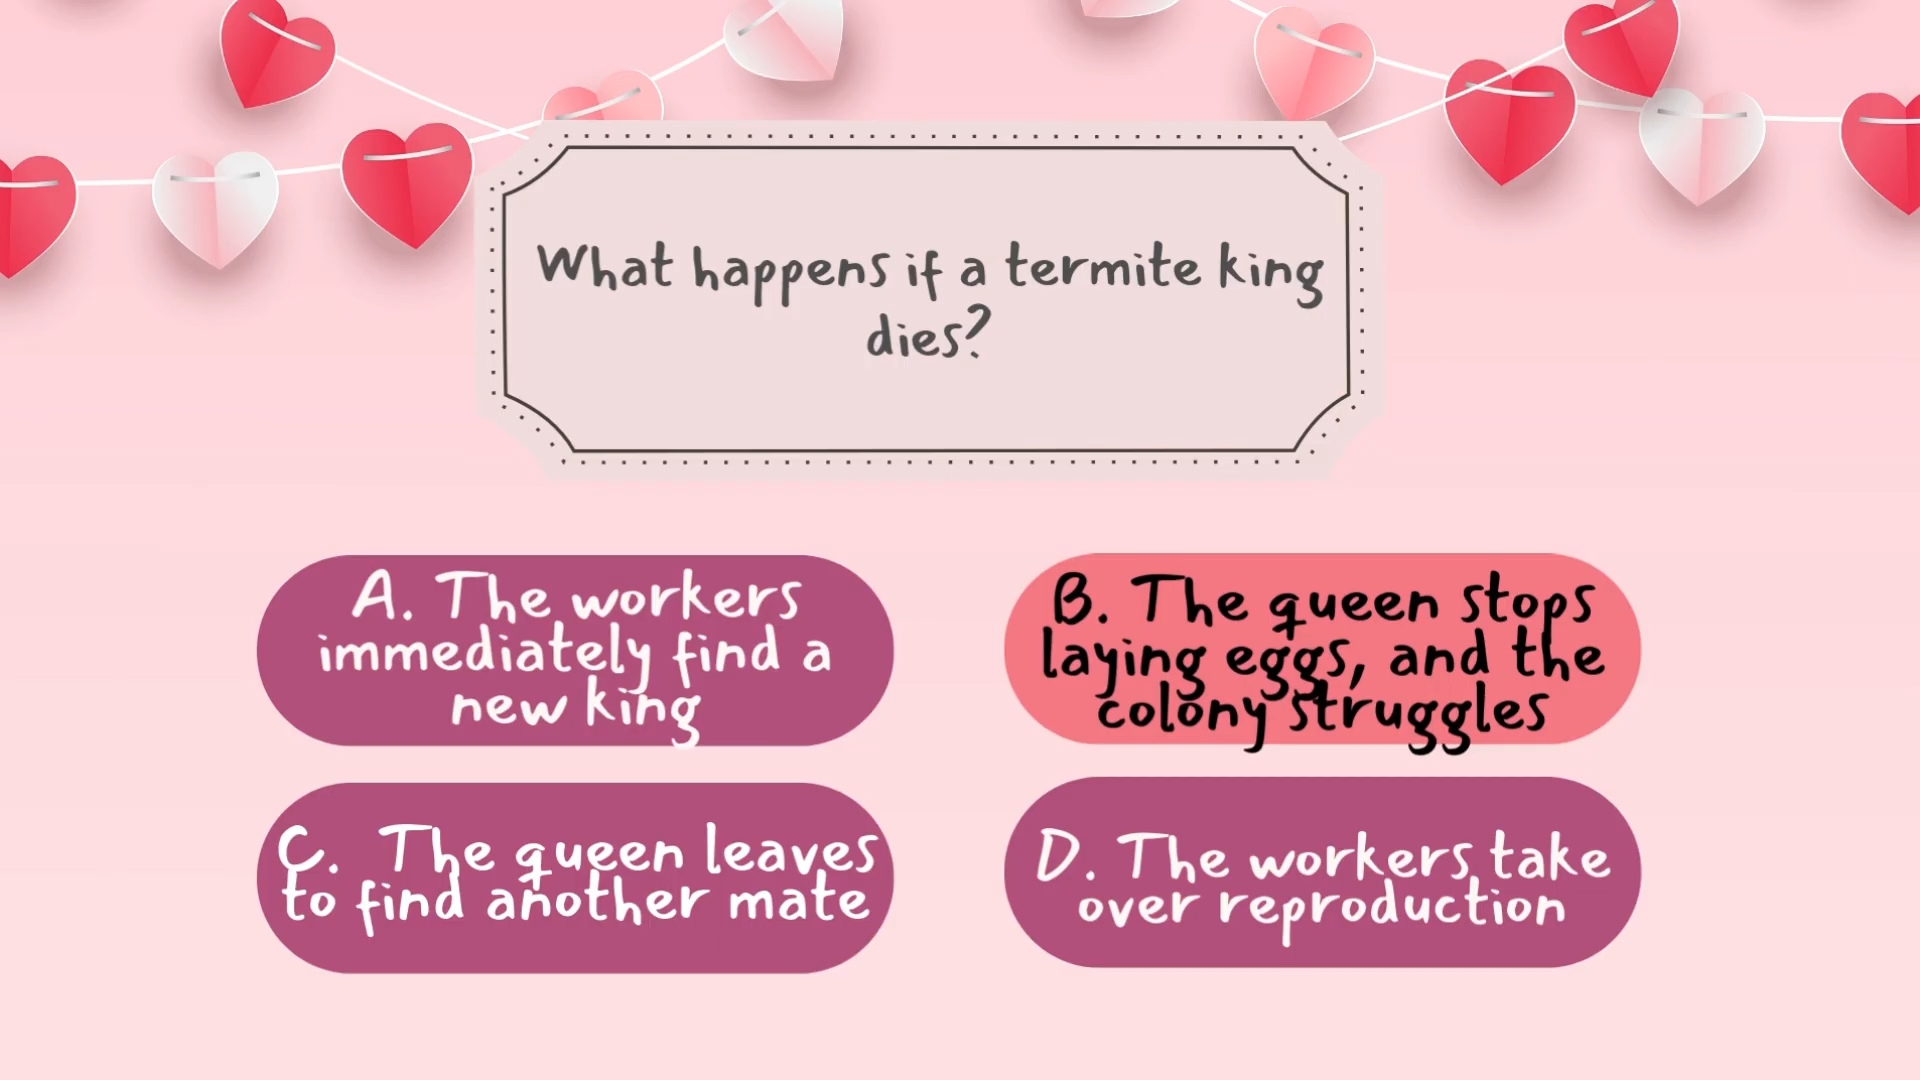 What happens if a termite king
dies?
A. The workers
immediately find a
new king
B. The queen stops
laying eggs, and the
colony struggles
C. The queen leaves
to find another mate
D. The workers take
over reproduction